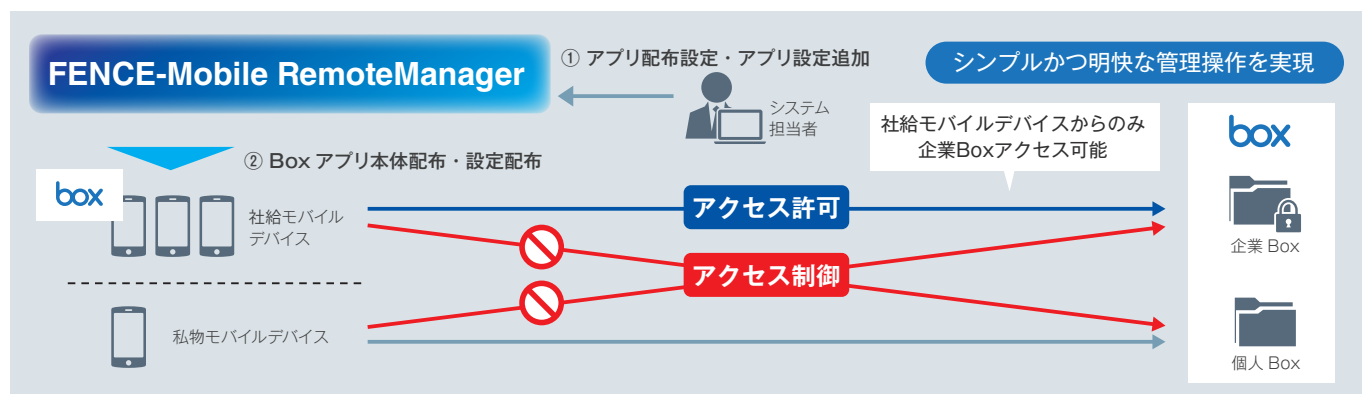 FENCE-Mobile RemoteManager
① アプリ配布設定・アプリ設定追加
シンプルかつ明快な管理操作を実現
システム
担当者
社給モバイルデバイスからのみ
企業Boxアクセス可能
box
② Box アプリ本体配布・設定配布
box
社給モバイル
デバイス
アクセス許可
企業 Box
アクセス制御
私物モバイルデバイス
個人 Box